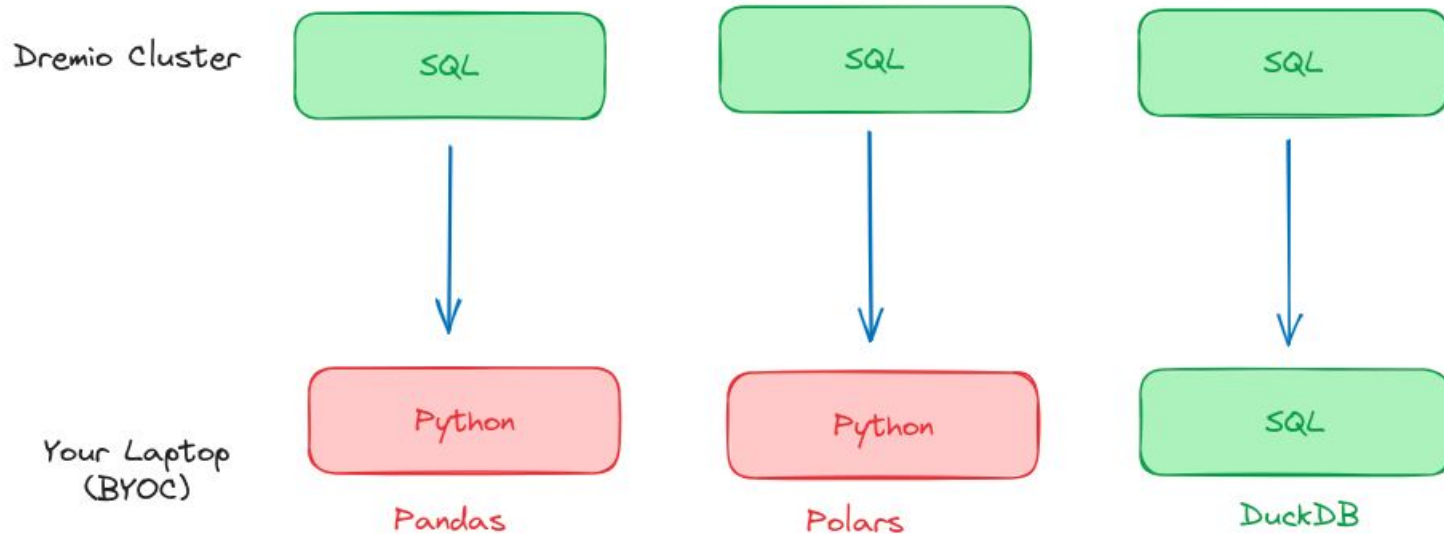 Dremio Cluster
SQL
SQL
SQL
Your Laptop
(BYOC)
Python
Python
SQL
Pandas
Polars
DuckDB